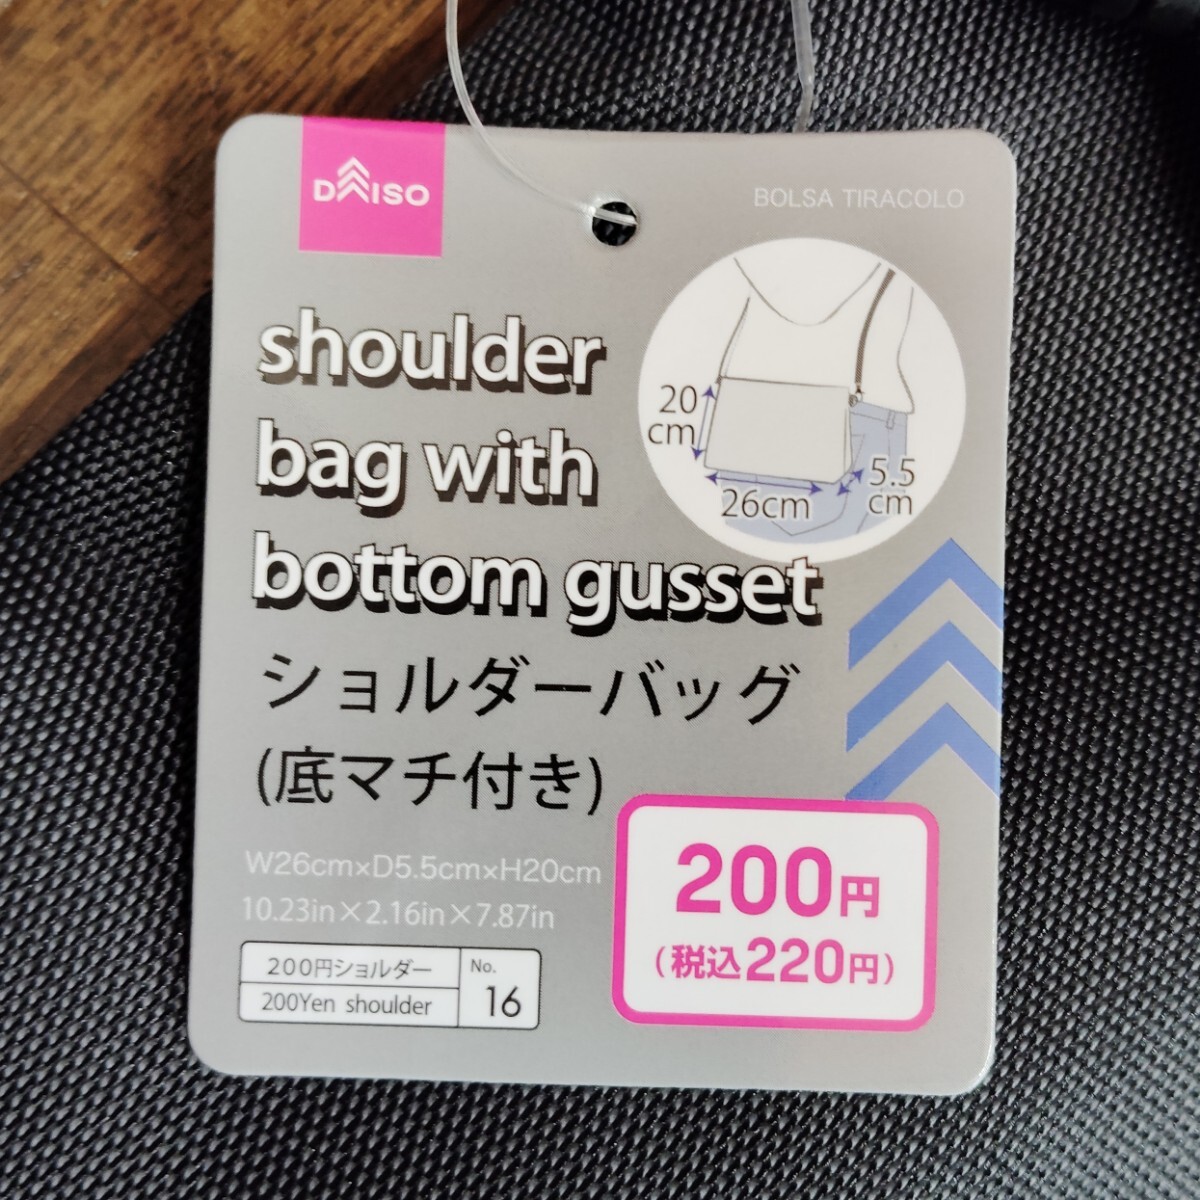 DAISO
BOLSA TIRACOLO
shoulder
bag with
bottom gusset
20
cm
26cm
5.5
cm
ショルダーバッグ
(底マチ付き)
W26cm×D5.5cm×H20cm
10.23in×2.16in×7.87in
200円ショルダー
200Yen shoulder
No.
16
200円
(税込220円)